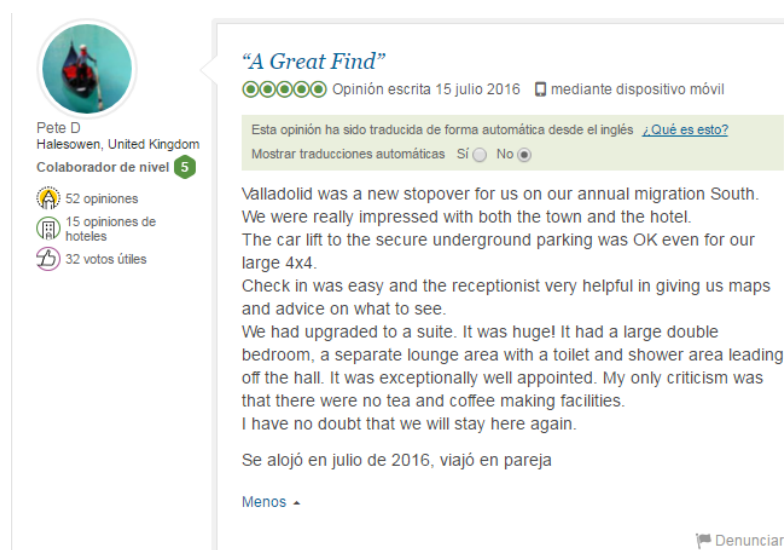 “A Great Find”
Opinión escrita 15 julio 2016 mediante dispositivo móvil
Pete D
Halesowen, United Kingdom
Colaborador de nivel 5
52 opiniones
15 opiniones de
hoteles
32 votos útiles
Esta opinión ha sido traducida de forma automática desde el inglés ¿Qué es esto?
Mostrar traducciones automáticas Sí No
Valladolid was a new stopover for us on our annual migration South.
We were really impressed with both the town and the hotel.
The car lift to the secure underground parking was OK even for our
large 4x4.
Check in was easy and the receptionist very helpful in giving us maps
and advice on what to see.
We had upgraded to a suite. It was huge! It had a large double
bedroom, a separate lounge area with a toilet and shower area leading
off the hall. It was exceptionally well appointed. My only criticism was
that there were no tea and coffee making facilities.
I have no doubt that we will stay here again.
Se alojó en julio de 2016, viajó en pareja
Menos
Denunciar